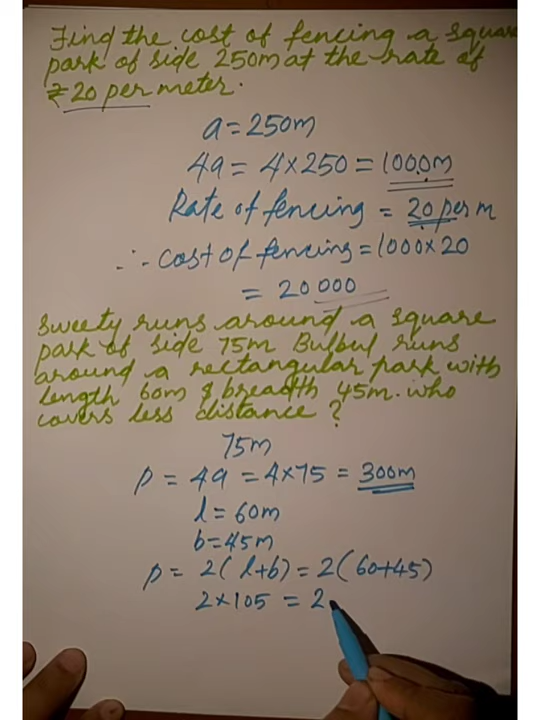 Find the cost of fencing a square
park of side 250m at the rate of
₹20 per meter.
a = 250m
4a = 4×250 = 1000m
Rate of fencing = 20 per m
∴ cost of fencing = 1000×20
= 20000
Sweety runs around a square
park of side 75m Bulbul runs
around a rectangular park with
length 60m & breadth 45m. who
covers less distance?
75m
p = 4a = 4×75 = 300m
l = 60m
b = 45m
p = 2(l+b) = 2(60+45)
2×105 = 2